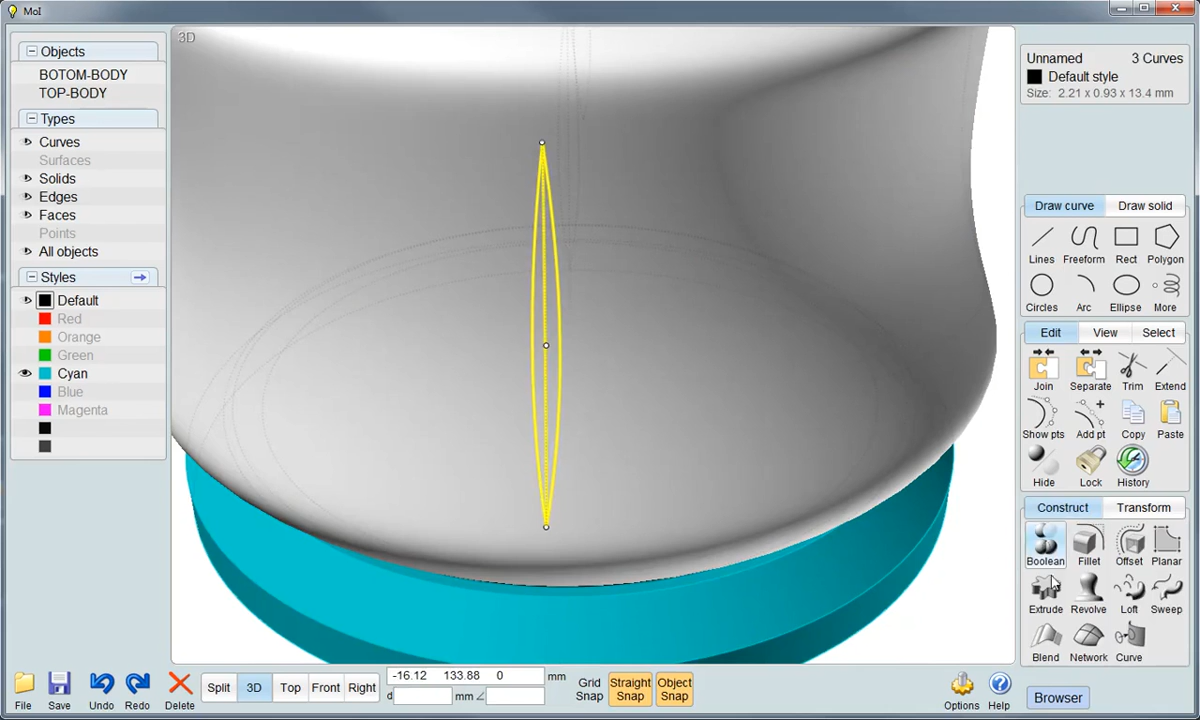 MoI
Objects
BOTOM-BODY
TOP-BODY
Types
Curves
Surfaces
Solids
Edges
Faces
Points
All objects
Styles
Default
Red
Orange
Green
Cyan
Blue
Magenta
3D
Unnamed 3 Curves
Default style
Size: 2.21 x 0.93 x 13.4 mm
Draw curve Draw solid
Lines Freeform Rect Polygon
Circles Arc Ellipse More
Edit View Select
Join Separate Trim Extend
Show pts Add pt Copy Paste
Hide Lock History
Construct Transform
Boolean Fillet Offset Planar
Extrude Revolve Loft Sweep
Blend Network Curve
File Save Undo Redo Delete
Split 3D Top Front Right
-16.12 133.88 0 mm
d mm ∠
Grid Snap
Straight Snap
Object Snap
Options Help Browser